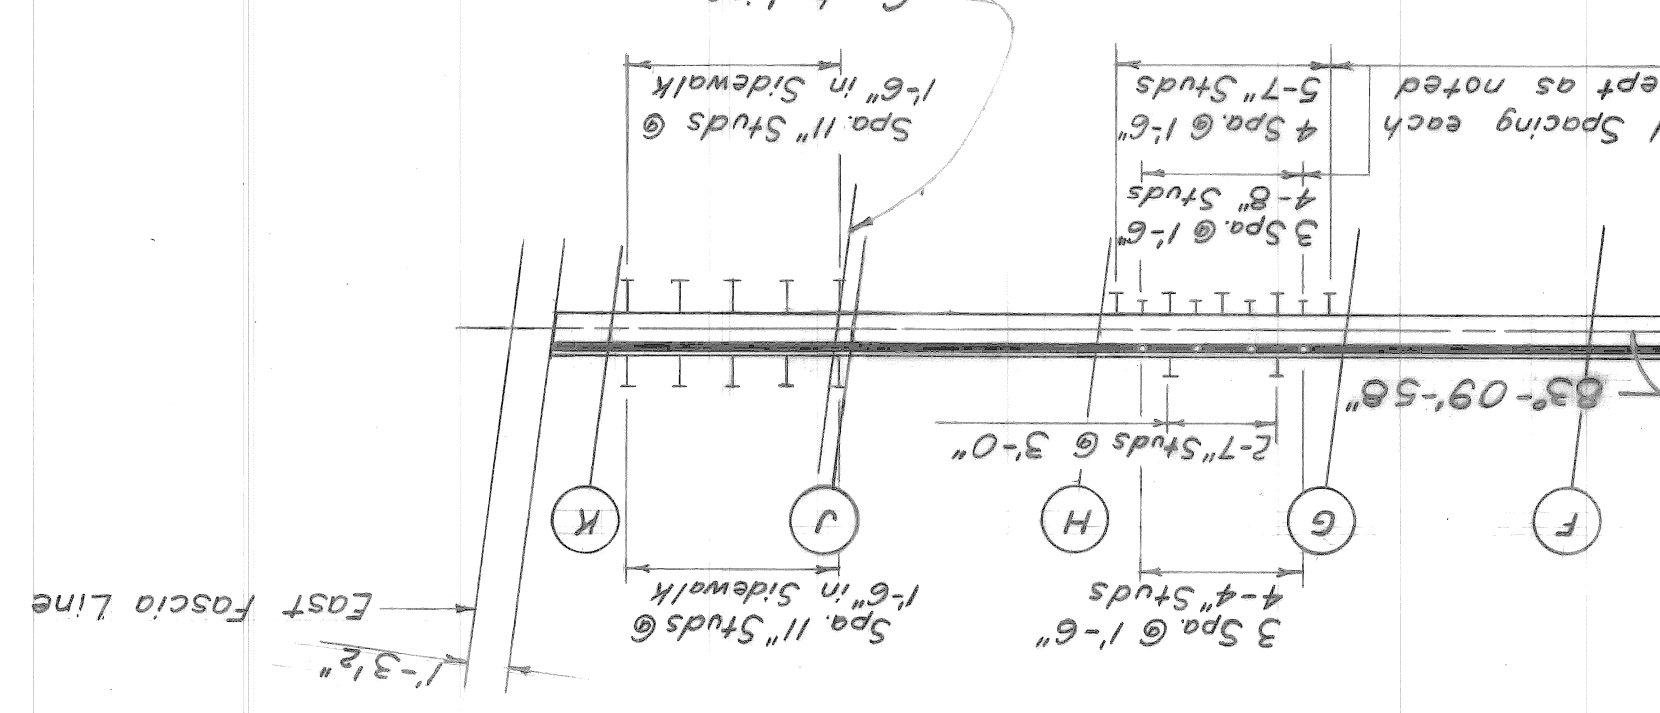 1'-3½"
3 Spa. @ 1'-6"
4-4" Studs
Spa. 11" Studs @
1'-6" in Sidewalk
East Fascia Line
F
G
H
J
K
2-7" Studs @ 3'-0"
83°-09'-58"
3 Spa. @ 1'-6"
4-8" Studs
Spacing each
as noted
4 Spa. @ 1'-6"
5-7" Studs
Spa. 11" Studs @
1'-6" in Sidewalk